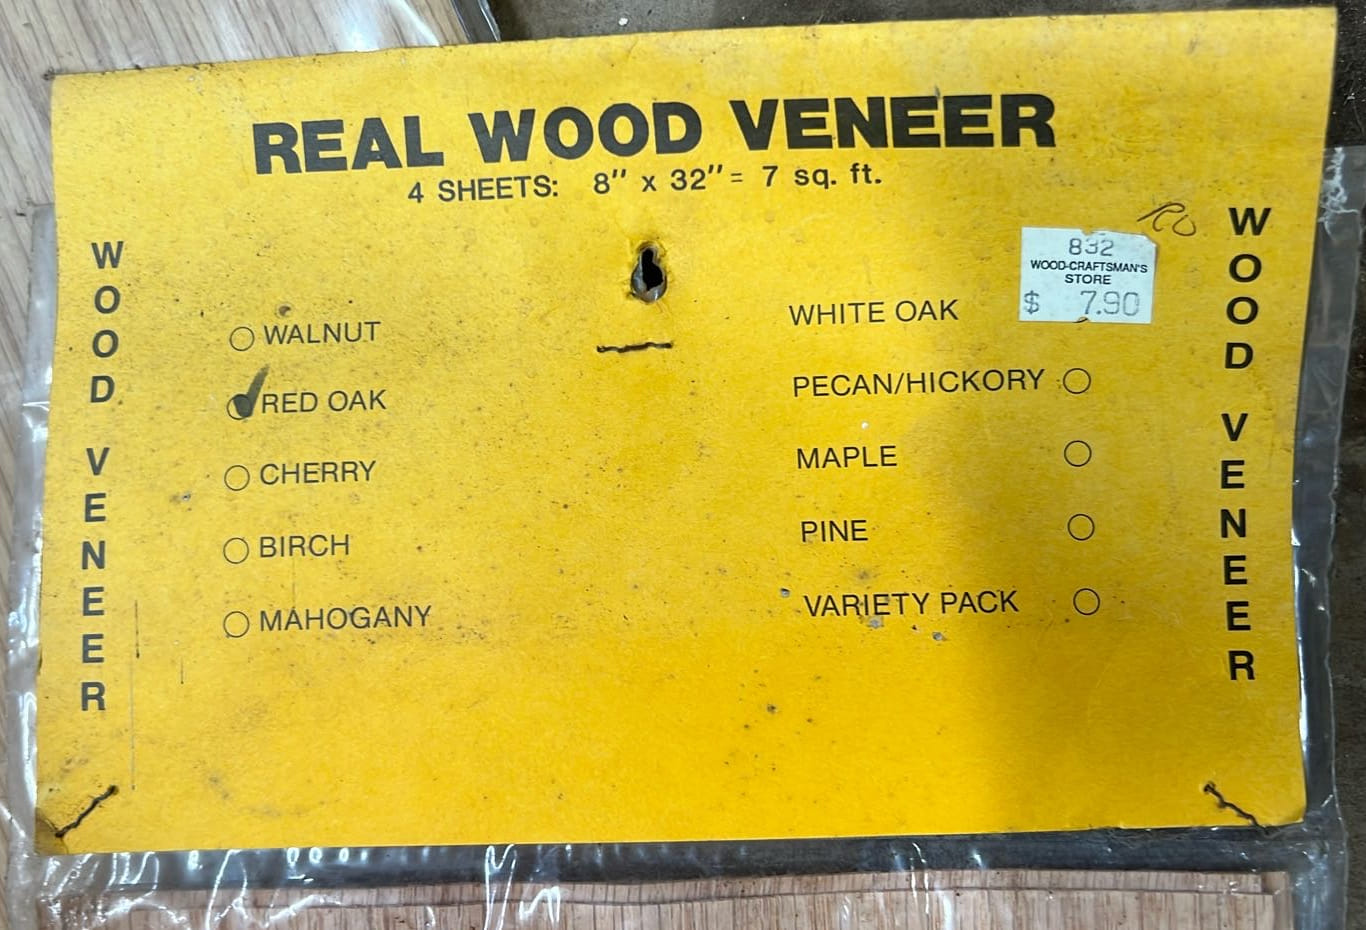 REAL WOOD VENEER
4 SHEETS: 8" x 32" = 7 sq. ft.
WOOD VENEER
WALNUT
RED OAK
CHERRY
BIRCH
MAHOGANY
RO
832
WOOD-CRAFTSMAN'S
STORE
$ 7.90
WHITE OAK
PECAN/HICKORY
MAPLE
PINE
VARIETY PACK
WOOD VENEER